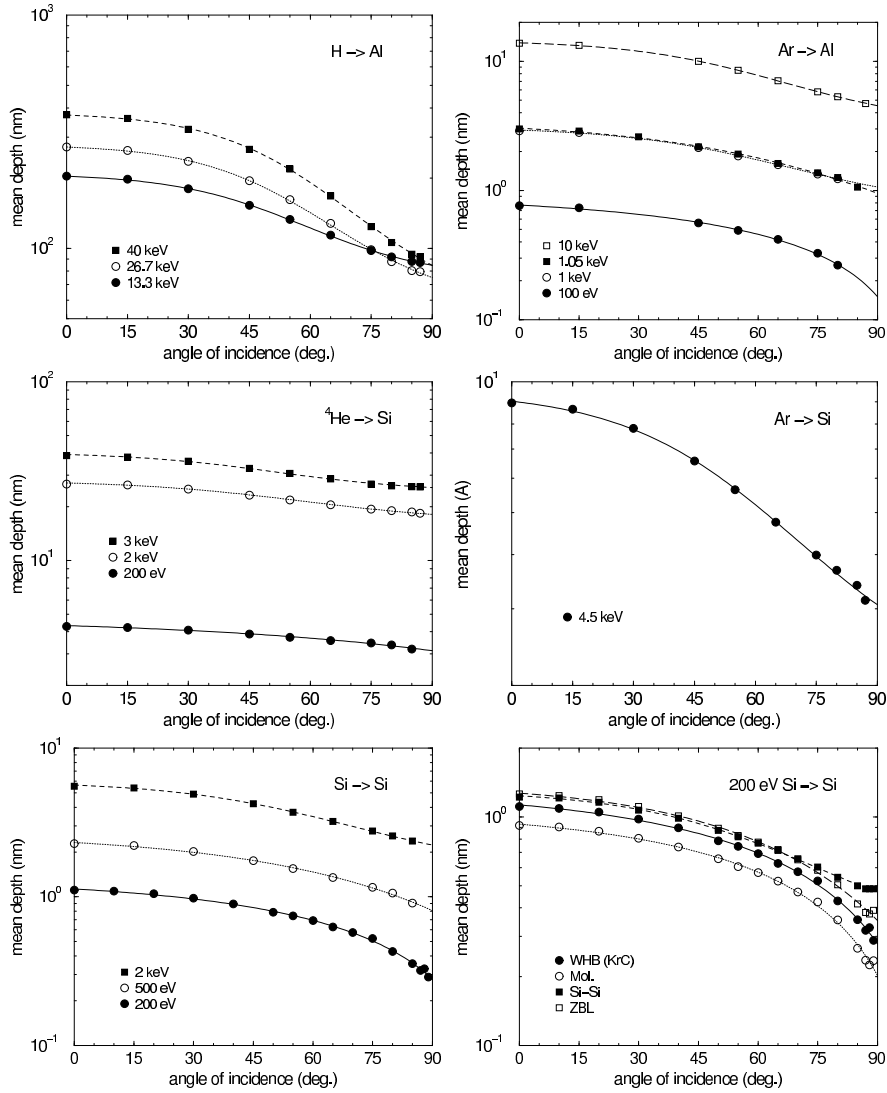 10³
H −> Al
mean depth (nm)
10²
40 keV
26.7 keV
13.3 keV
0 15 30 45 60 75 90
angle of incidence (deg.)
Ar −> Al
10¹
mean depth (nm)
10⁰
10 keV
1.05 keV
1 keV
100 eV
10⁻¹
0 15 30 45 60 75 90
angle of incidence (deg.)
10²
⁴He −> Si
mean depth (nm)
10¹
3 keV
2 keV
200 eV
0 15 30 45 60 75 90
angle of incidence (deg.)
10¹
Ar −> Si
mean depth (A)
4.5 keV
0 15 30 45 60 75 90
angle of incidence (deg.)
10¹
Si −> Si
mean depth (nm)
10⁰
2 keV
500 eV
200 eV
10⁻¹
0 15 30 45 60 75 90
angle of incidence (deg.)
200 eV Si −> Si
10⁰
mean depth (nm)
WHB (KrC)
Mol.
Si−Si
ZBL
10⁻¹
0 15 30 45 60 75 90
angle of incidence (deg.)